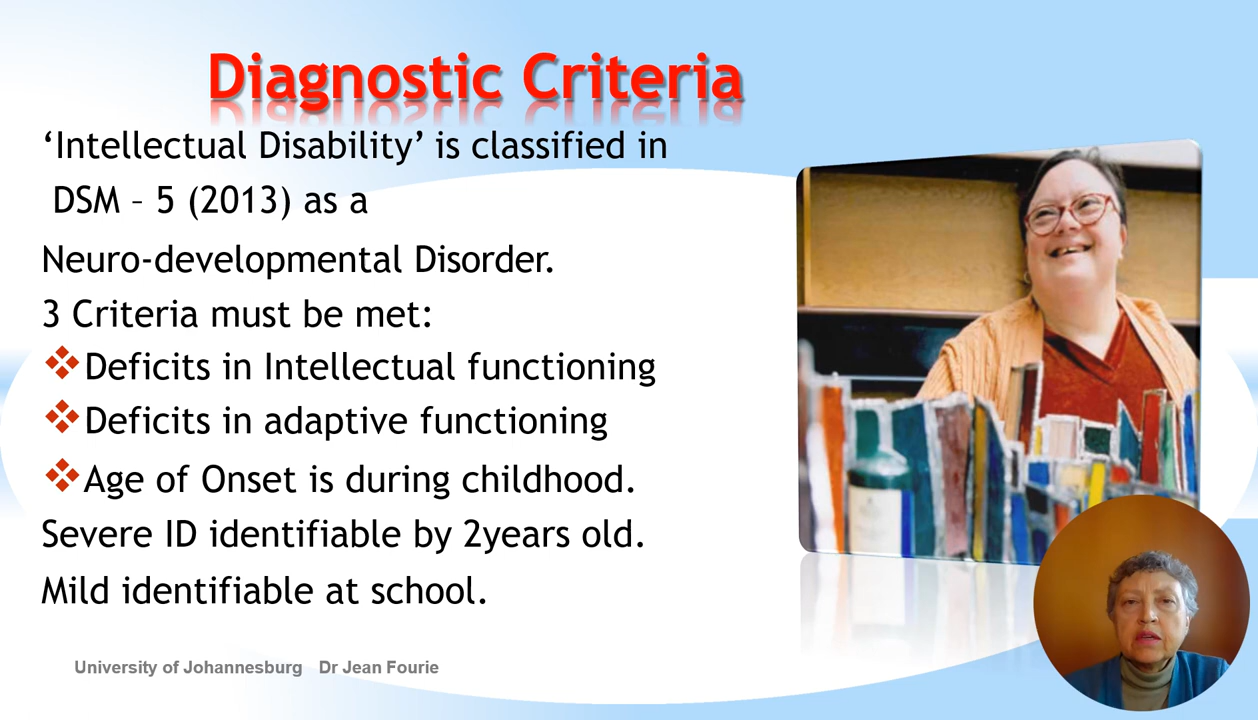 Diagnostic Criteria
‘Intellectual Disability’ is classified in
DSM – 5 (2013) as a
Neuro-developmental Disorder.
3 Criteria must be met:
❖Deficits in Intellectual functioning
❖Deficits in adaptive functioning
❖Age of Onset is during childhood.
Severe ID identifiable by 2years old.
Mild identifiable at school.
University of Johannesburg Dr Jean Fourie